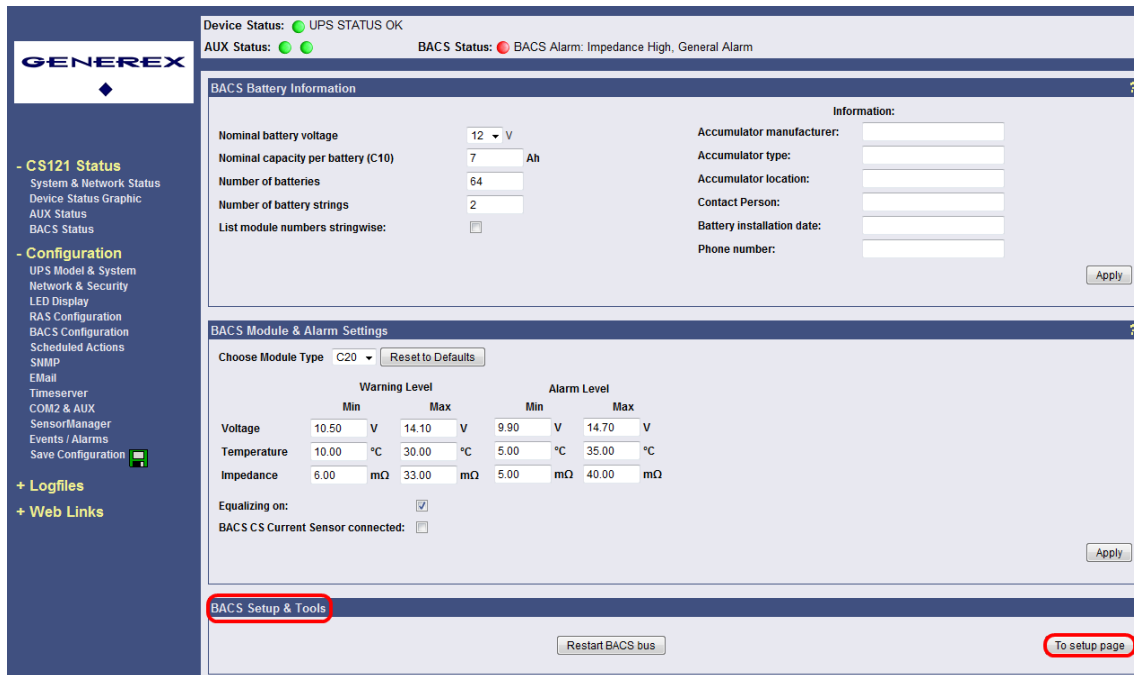 Device Status: UPS STATUS OK
AUX Status: BACS Status: BACS Alarm: Impedance High, General Alarm
GENEREX
- CS121 Status
System & Network Status
Device Status Graphic
AUX Status
BACS Status
- Configuration
UPS Model & System
Network & Security
LED Display
RAS Configuration
BACS Configuration
Scheduled Actions
SNMP
EMail
Timeserver
COM2 & AUX
SensorManager
Events / Alarms
Save Configuration
+ Logfiles
+ Web Links
BACS Battery Information ?
Information:
Nominal battery voltage 12 V Accumulator manufacturer:
Nominal capacity per battery (C10) 7 Ah Accumulator type:
Number of batteries 64 Accumulator location:
Number of battery strings 2 Contact Person:
List module numbers stringwise: Battery installation date:
Phone number:
Apply
BACS Module & Alarm Settings ?
Choose Module Type C20 Reset to Defaults
Warning Level Alarm Level
Min Max Min Max
Voltage 10.50 V 14.10 V 9.90 V 14.70 V
Temperature 10.00 °C 30.00 °C 5.00 °C 35.00 °C
Impedance 6.00 mΩ 33.00 mΩ 5.00 mΩ 40.00 mΩ
Equalizing on:
BACS CS Current Sensor connected:
Apply
BACS Setup & Tools
Restart BACS bus To setup page